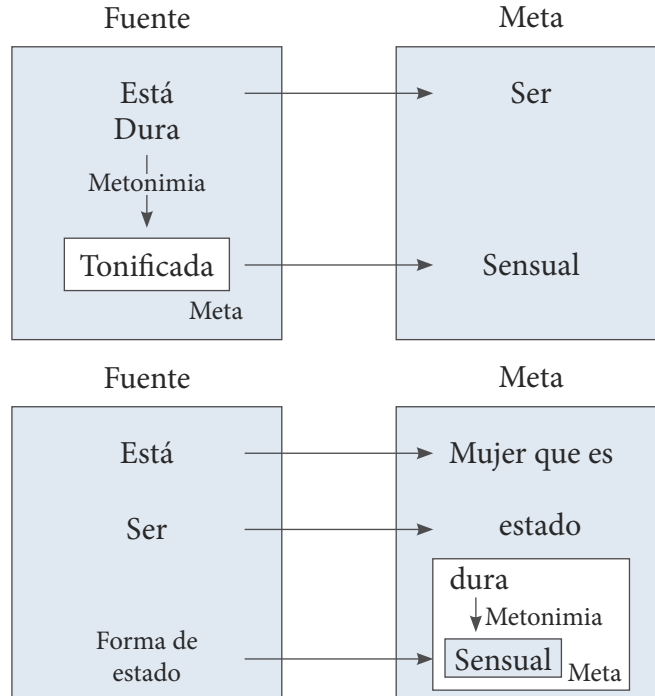 Fuente Meta
Está Ser
Dura
Metonimia
Tonificada Sensual
Meta
Fuente Meta
Está Mujer que es
Ser estado
dura
Metonimia
Forma de
estado
Sensual
Meta